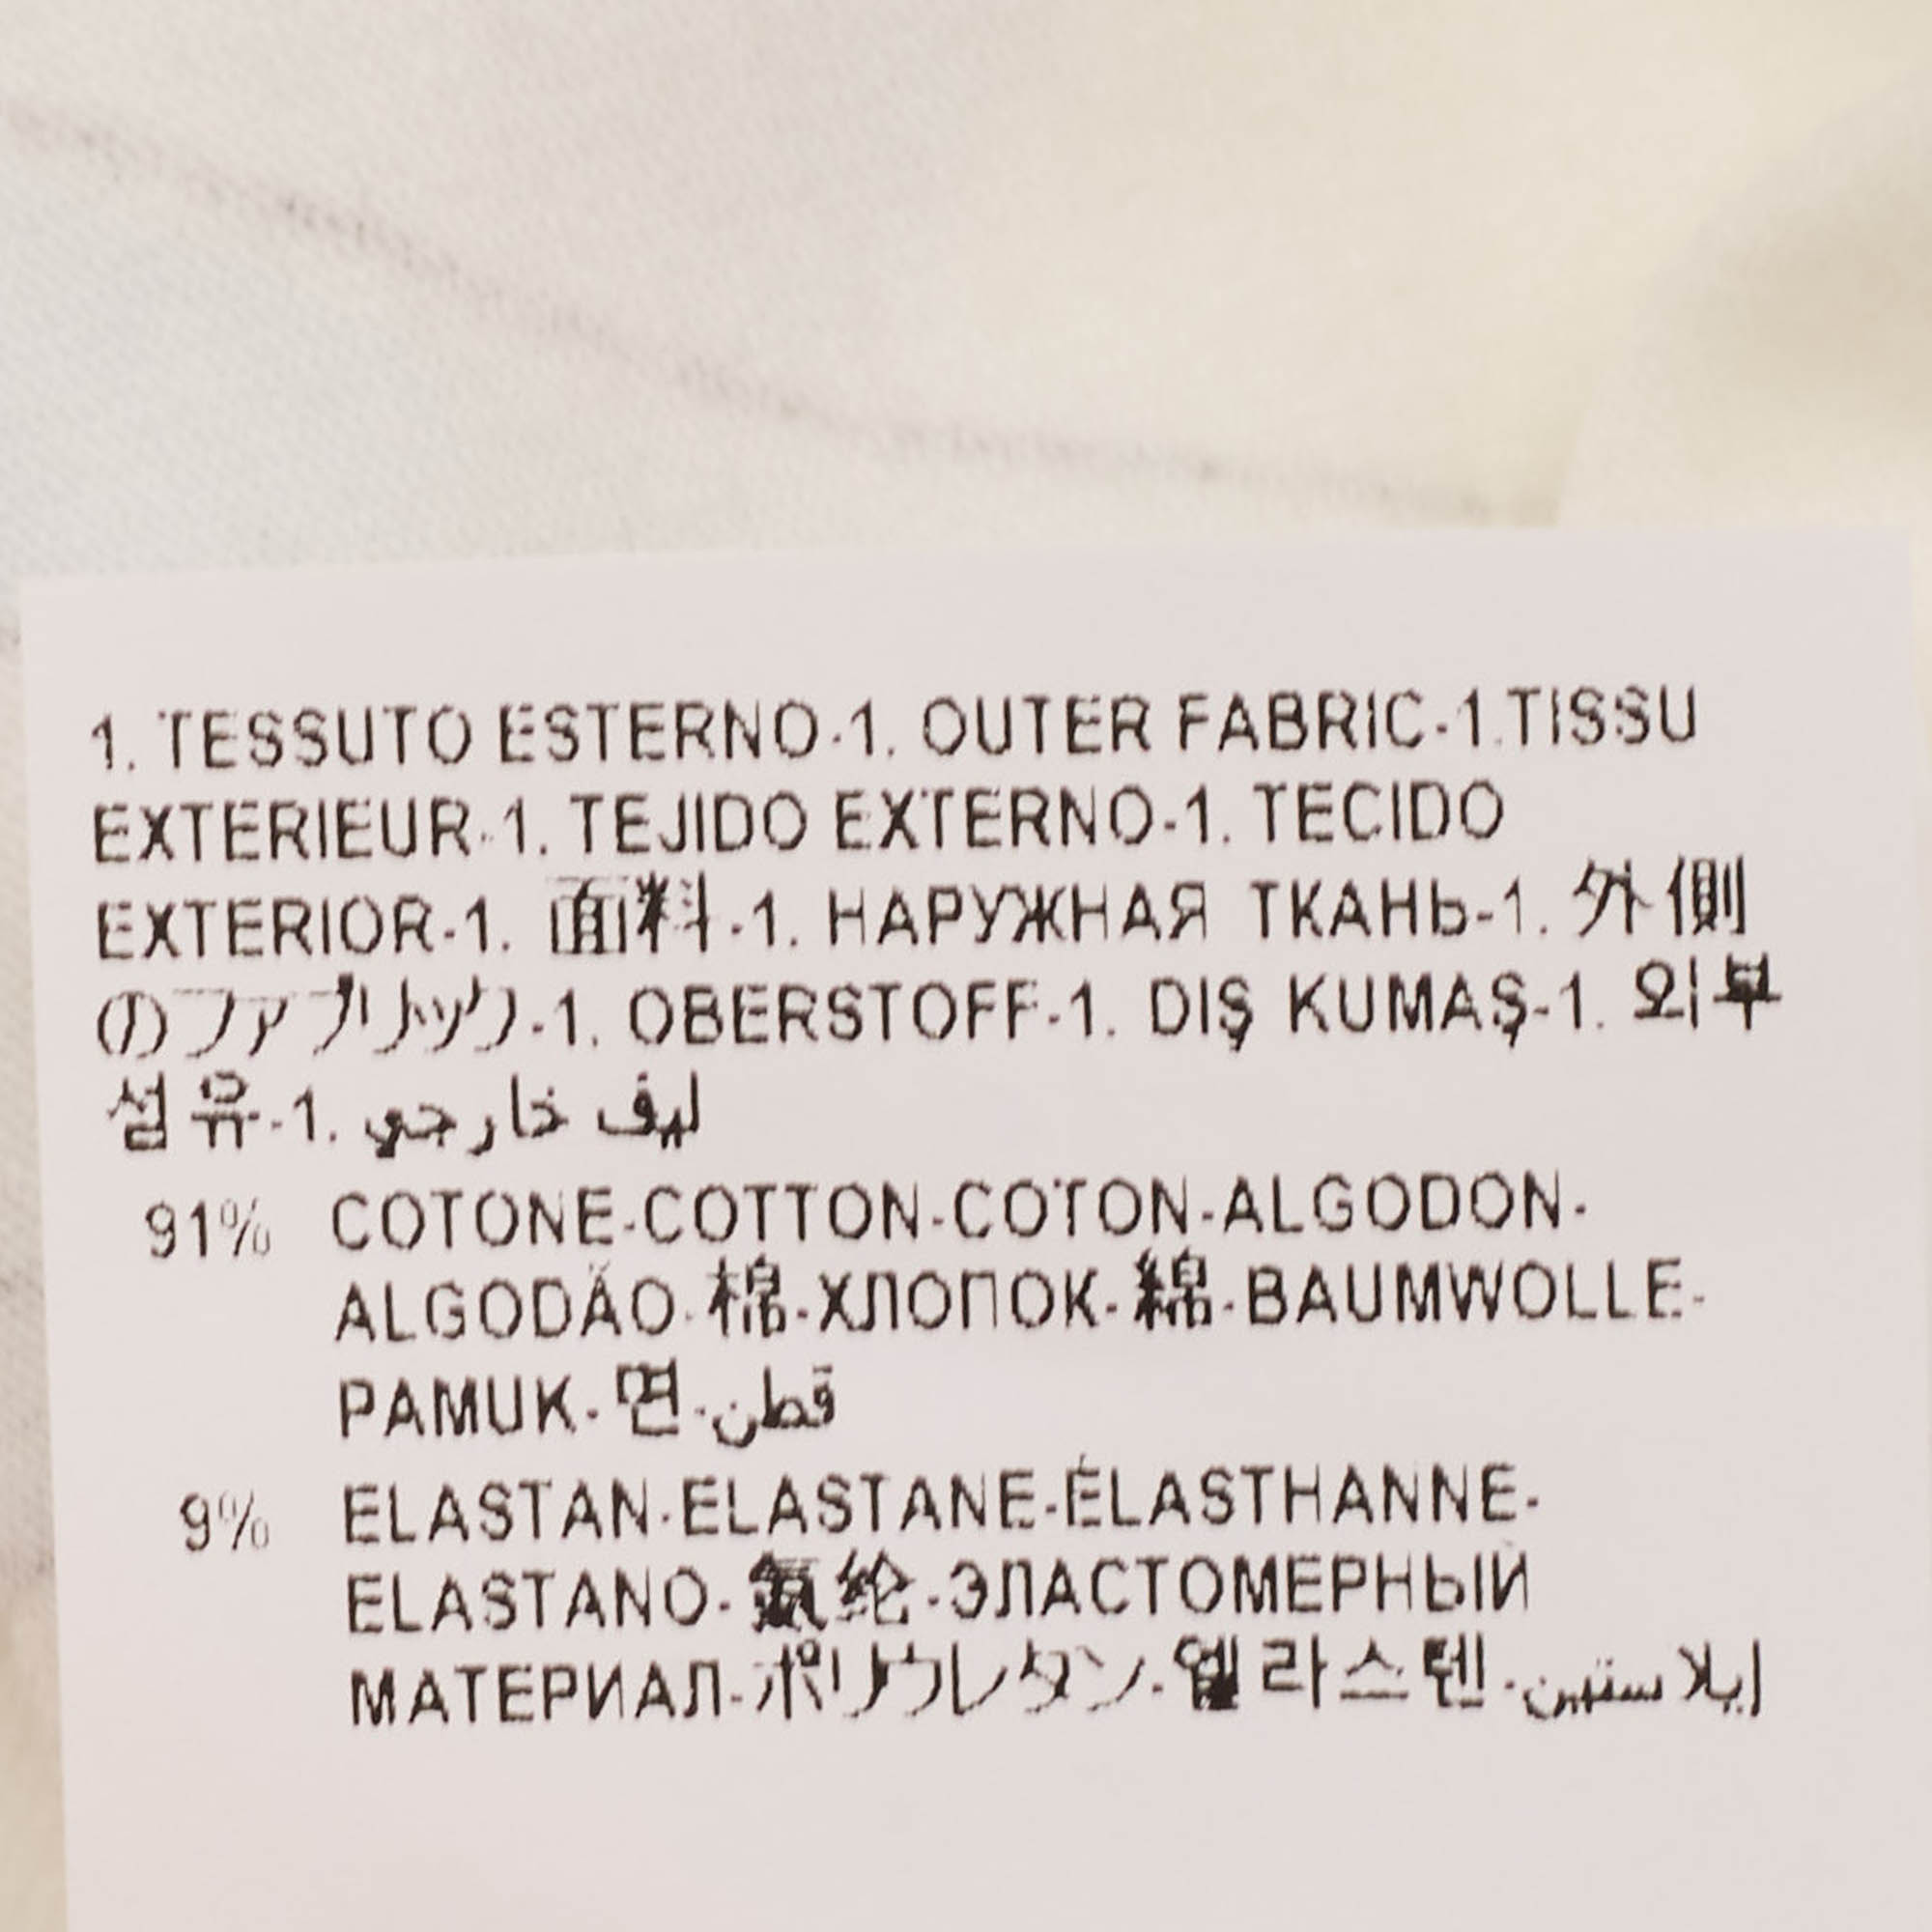 1. TESSUTO ESTERNO-1. OUTER FABRIC-1.TISSU
EXTERIEUR-1. TEJIDO EXTERNO-1. TECIDO
EXTERIOR-1. 面料-1. НАРУЖНАЯ ТКАНЬ-1. 外側
のファブリック-1. OBERSTOFF-1. DIŞ KUMAŞ-1. 외부
섬유-1. ليف خارجي
91% COTONE-COTTON-COTON-ALGODON-
ALGODÃO-棉-ХЛОПОК-綿-BAUMWOLLE-
PAMUK-면-قطن
9% ELASTAN-ELASTANE-ÉLASTHANNE-
ELASTANO-氨纶-ЭЛАСТОМЕРНЫЙ
МАТЕРИАЛ-ポリウレタン-엘라스텐-إيلاستين